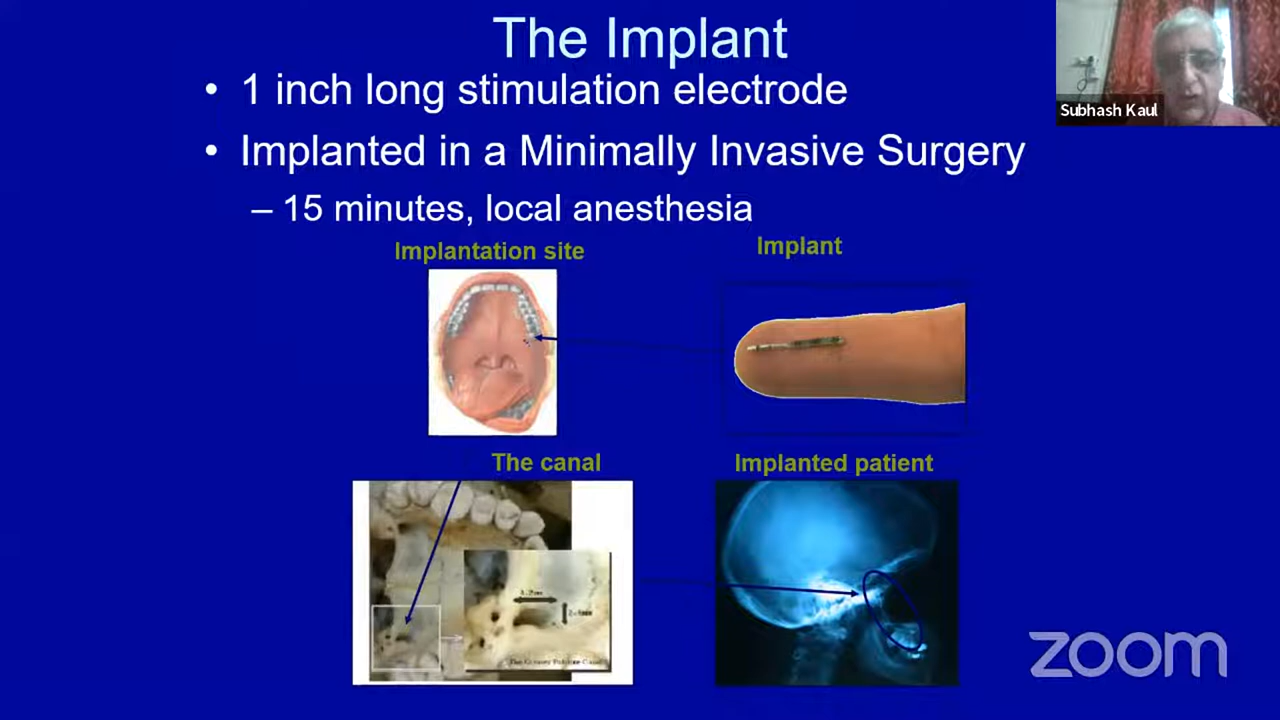 The Implant
• 1 inch long stimulation electrode
Subhash Kaul
• Implanted in a Minimally Invasive Surgery
– 15 minutes, local anesthesia
Implantation site
Implant
The canal
Implanted patient
zoom